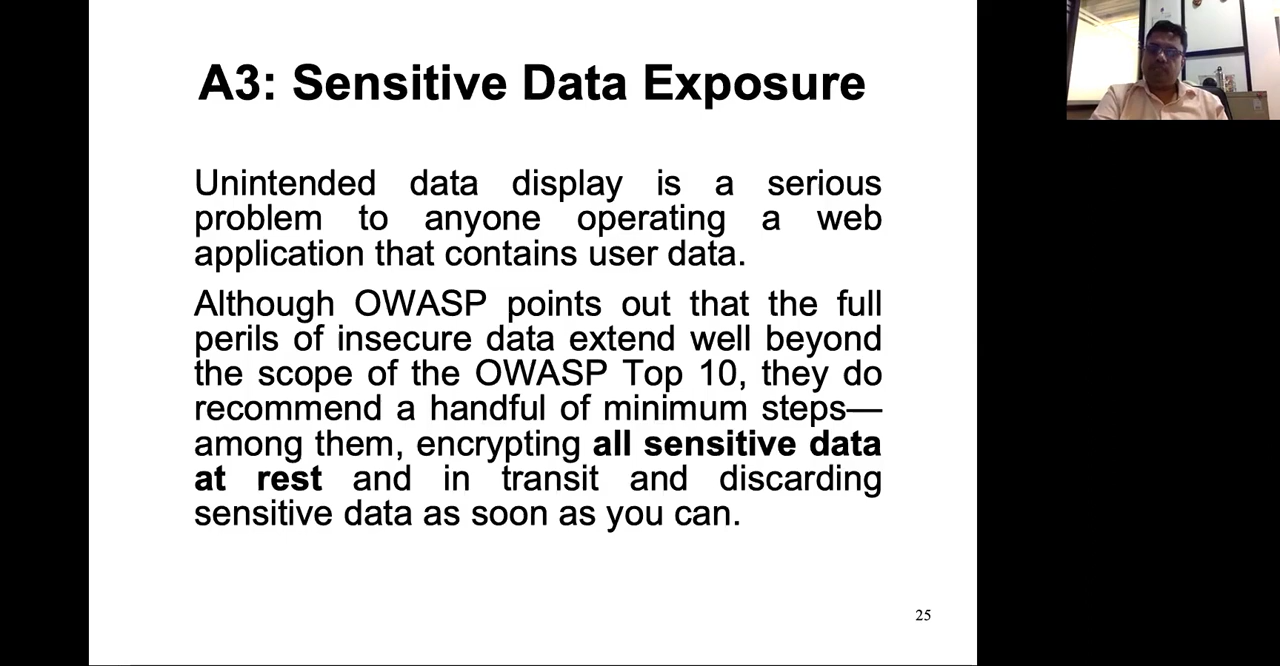 A3: Sensitive Data Exposure
Unintended data display is a serious
problem to anyone operating a web
application that contains user data.
Although OWASP points out that the full
perils of insecure data extend well beyond
the scope of the OWASP Top 10, they do
recommend a handful of minimum steps—
among them, encrypting all sensitive data
at rest and in transit and discarding
sensitive data as soon as you can.
25